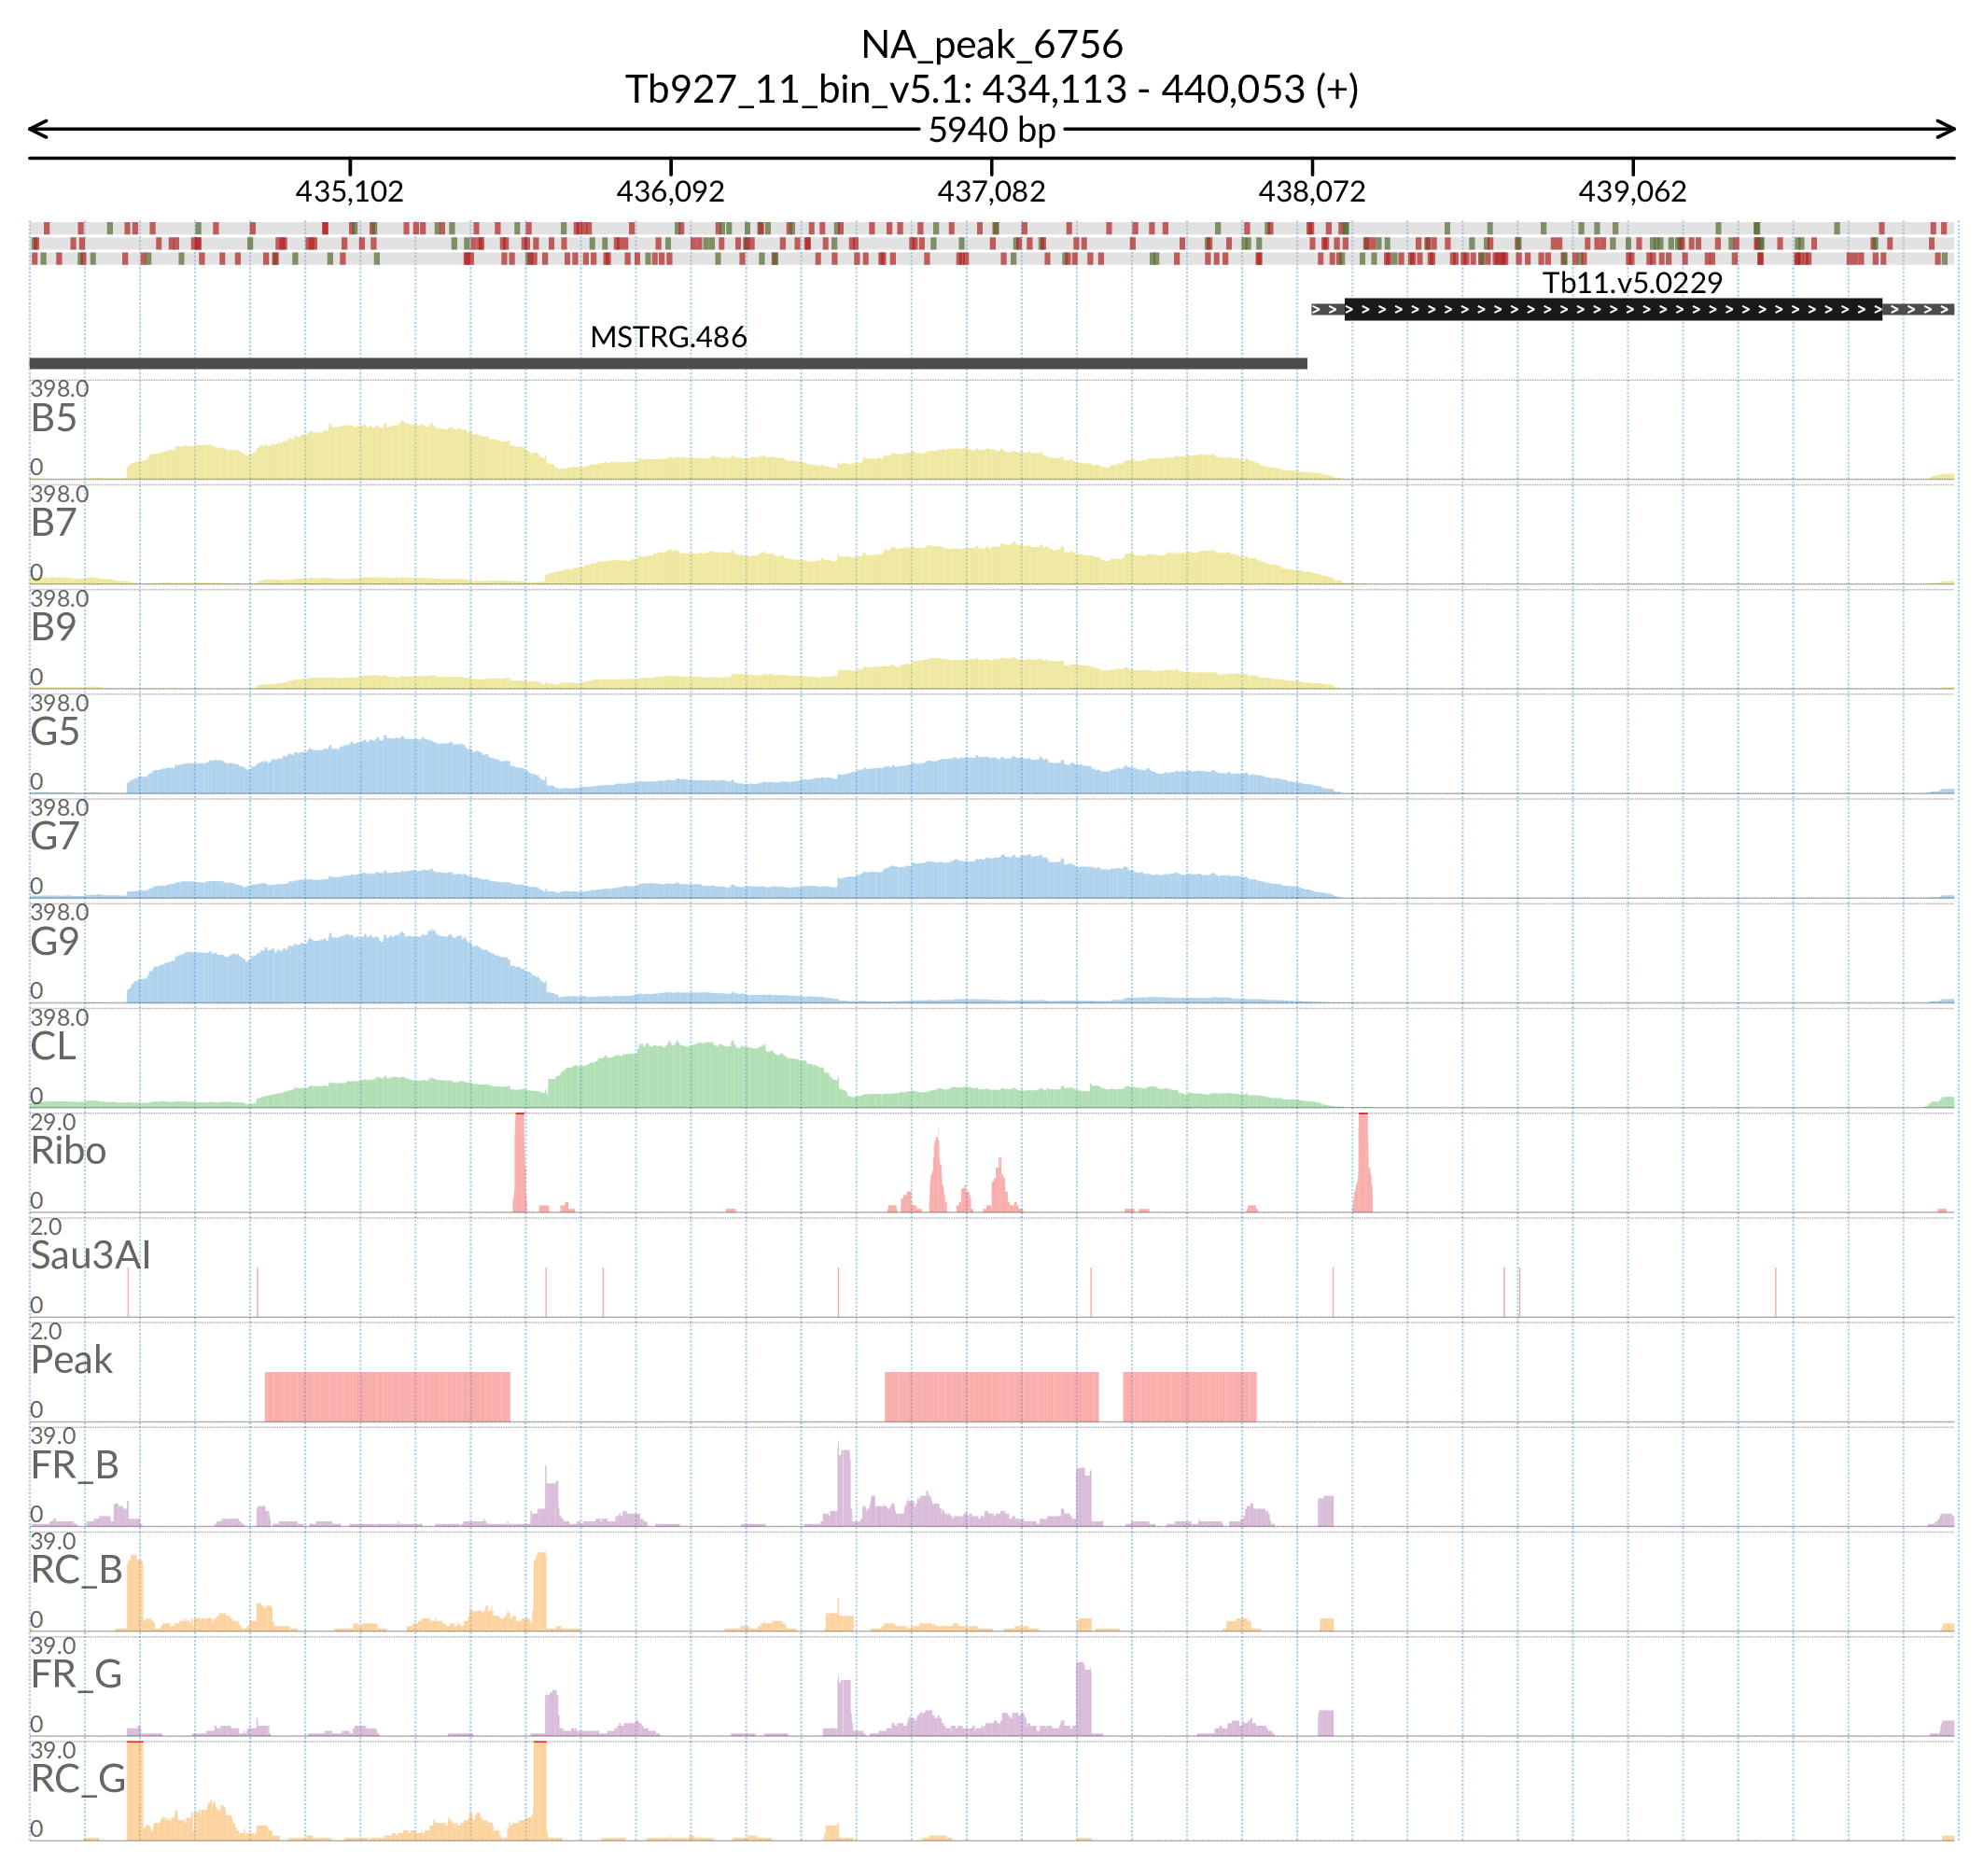 NA_peak_6756
Tb927_11_bin_v5.1: 434,113 - 440,053 (+)
5940 bp
435,102 436,092 437,082 438,072 439,062
Tb11.v5.0229
MSTRG.486
398.0
B5
0
398.0
B7
0
398.0
B9
0
398.0
G5
0
398.0
G7
0
398.0
G9
0
398.0
CL
0
29.0
Ribo
0
2.0
Sau3AI
0
2.0
Peak
0
39.0
FR_B
0
39.0
RC_B
0
39.0
FR_G
0
39.0
RC_G
0